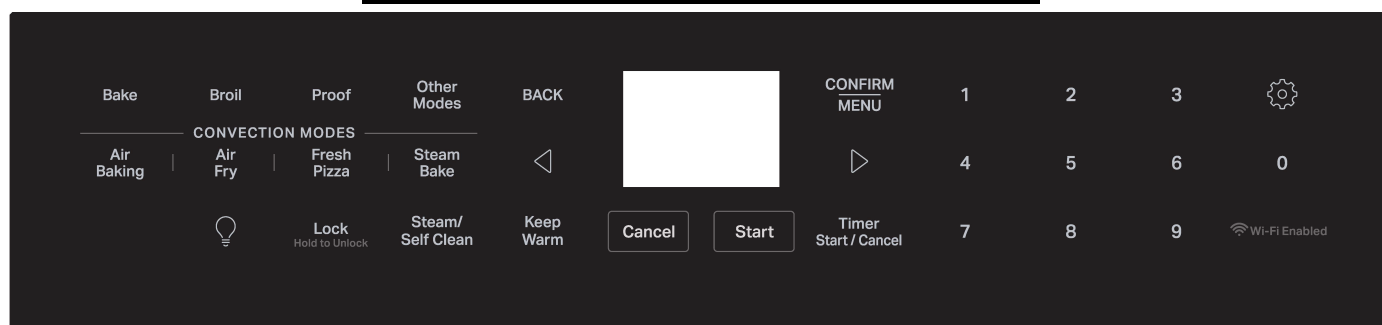 Bake
Broil
Proof
Other
Modes
BACK
CONFIRM
MENU
1
2
3
CONVECTION MODES
Air
Baking
Air
Fry
Fresh
Pizza
Steam
Bake
4
5
6
0
Lock
Hold to Unlock
Steam/
Self Clean
Keep
Warm
Cancel
Start
Timer
Start / Cancel
7
8
9
Wi-Fi Enabled